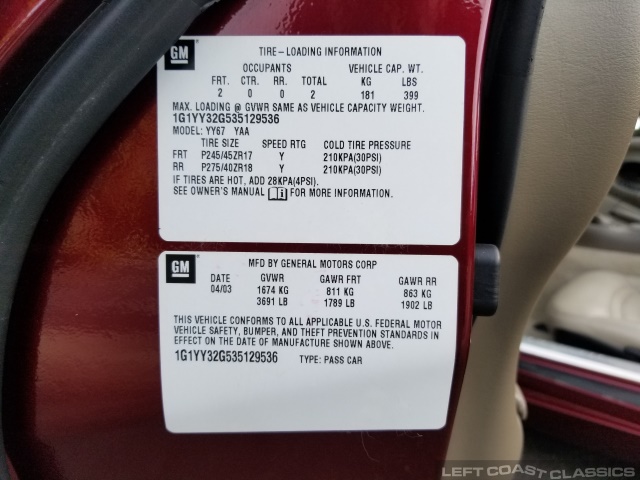 GM
TIRE-LOADING INFORMATION
OCCUPANTS VEHICLE CAP. WT.
FRT. CTR. RR. TOTAL KG LBS
2 0 0 2 181 399
MAX. LOADING @ GVWR SAME AS VEHICLE CAPACITY WEIGHT.
1G1YY32G535129536
MODEL: YY67 YAA
TIRE SIZE SPEED RTG COLD TIRE PRESSURE
FRT P245/45ZR17 Y 210KPA(30PSI)
RR P275/40ZR18 Y 210KPA(30PSI)
IF TIRES ARE HOT, ADD 28KPA(4PSI).
SEE OWNER'S MANUAL FOR MORE INFORMATION.
GM
MFD BY GENERAL MOTORS CORP
DATE GVWR GAWR FRT GAWR RR
04/03 1674 KG 811 KG 863 KG
3691 LB 1789 LB 1902 LB
THIS VEHICLE CONFORMS TO ALL APPLICABLE U.S. FEDERAL MOTOR
VEHICLE SAFETY, BUMPER, AND THEFT PREVENTION STANDARDS IN
EFFECT ON THE DATE OF MANUFACTURE SHOWN ABOVE.
1G1YY32G535129536 TYPE: PASS CAR
LEFT COAST CLASSICS